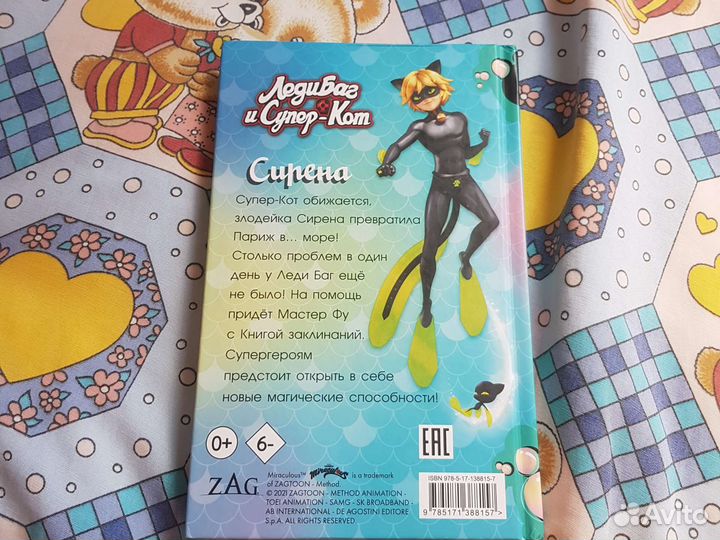 ЛедиБаг
и Супер-Кот
Сирена
Супер-Кот обижается,
злодейка Сирена превратила
Париж в... море!
Столько проблем в один
день у Леди Баг ещё
не было! На помощь
придёт Мастер Фу
с Книгой заклинаний.
Супергероям
предстоит открыть в себе
новые магические способности!
0+
6-
EAC
ZAG
Miraculous™ miraculous is a trademark
of ZAGTOON - Method.
© 2021 ZAGTOON - METHOD ANIMATION -
TOEI ANIMATION - SAMG - SK BROADBAND -
AB INTERNATIONAL - DE AGOSTINI EDITORE
S.p.A. ALL RIGHTS RESERVED.
ISBN 978-5-17-138815-7
9 785171 388157
Avito